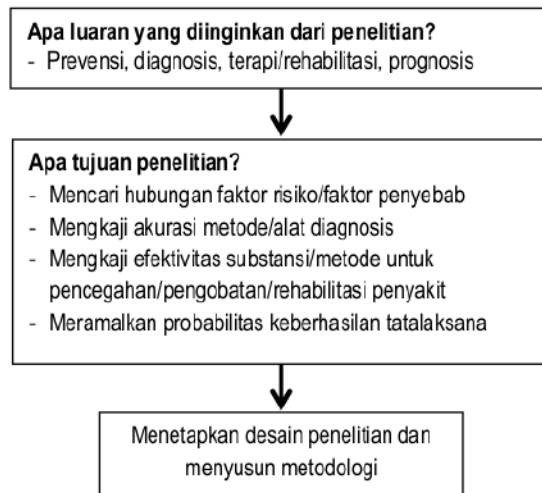 Apa luaran yang diinginkan dari penelitian?
- Prevensi, diagnosis, terapi/rehabilitasi, prognosis
Apa tujuan penelitian?
- Mencari hubungan faktor risiko/faktor penyebab
- Mengkaji akurasi metode/alat diagnosis
- Mengkaji efektivitas substansi/metode untuk
pencegahan/pengobatan/rehabilitasi penyakit
- Meramalkan probabilitas keberhasilan tatalaksana
Menetapkan desain penelitian dan
menyusun metodologi